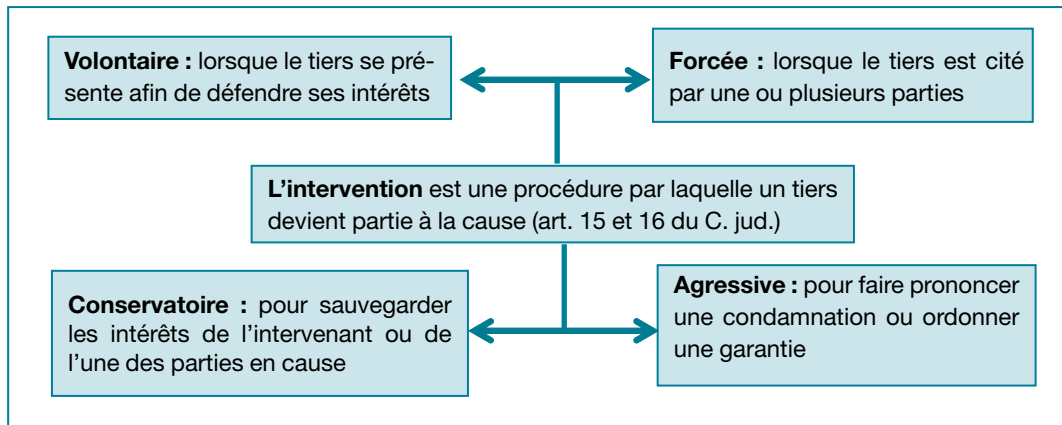 Volontaire : lorsque le tiers se pré-
sente afin de défendre ses intérêts
Forcée : lorsque le tiers est cité
par une ou plusieurs parties
L’intervention est une procédure par laquelle un tiers
devient partie à la cause (art. 15 et 16 du C. jud.)
Conservatoire : pour sauvegarder
les intérêts de l’intervenant ou de
l’une des parties en cause
Agressive : pour faire prononcer
une condamnation ou ordonner
une garantie